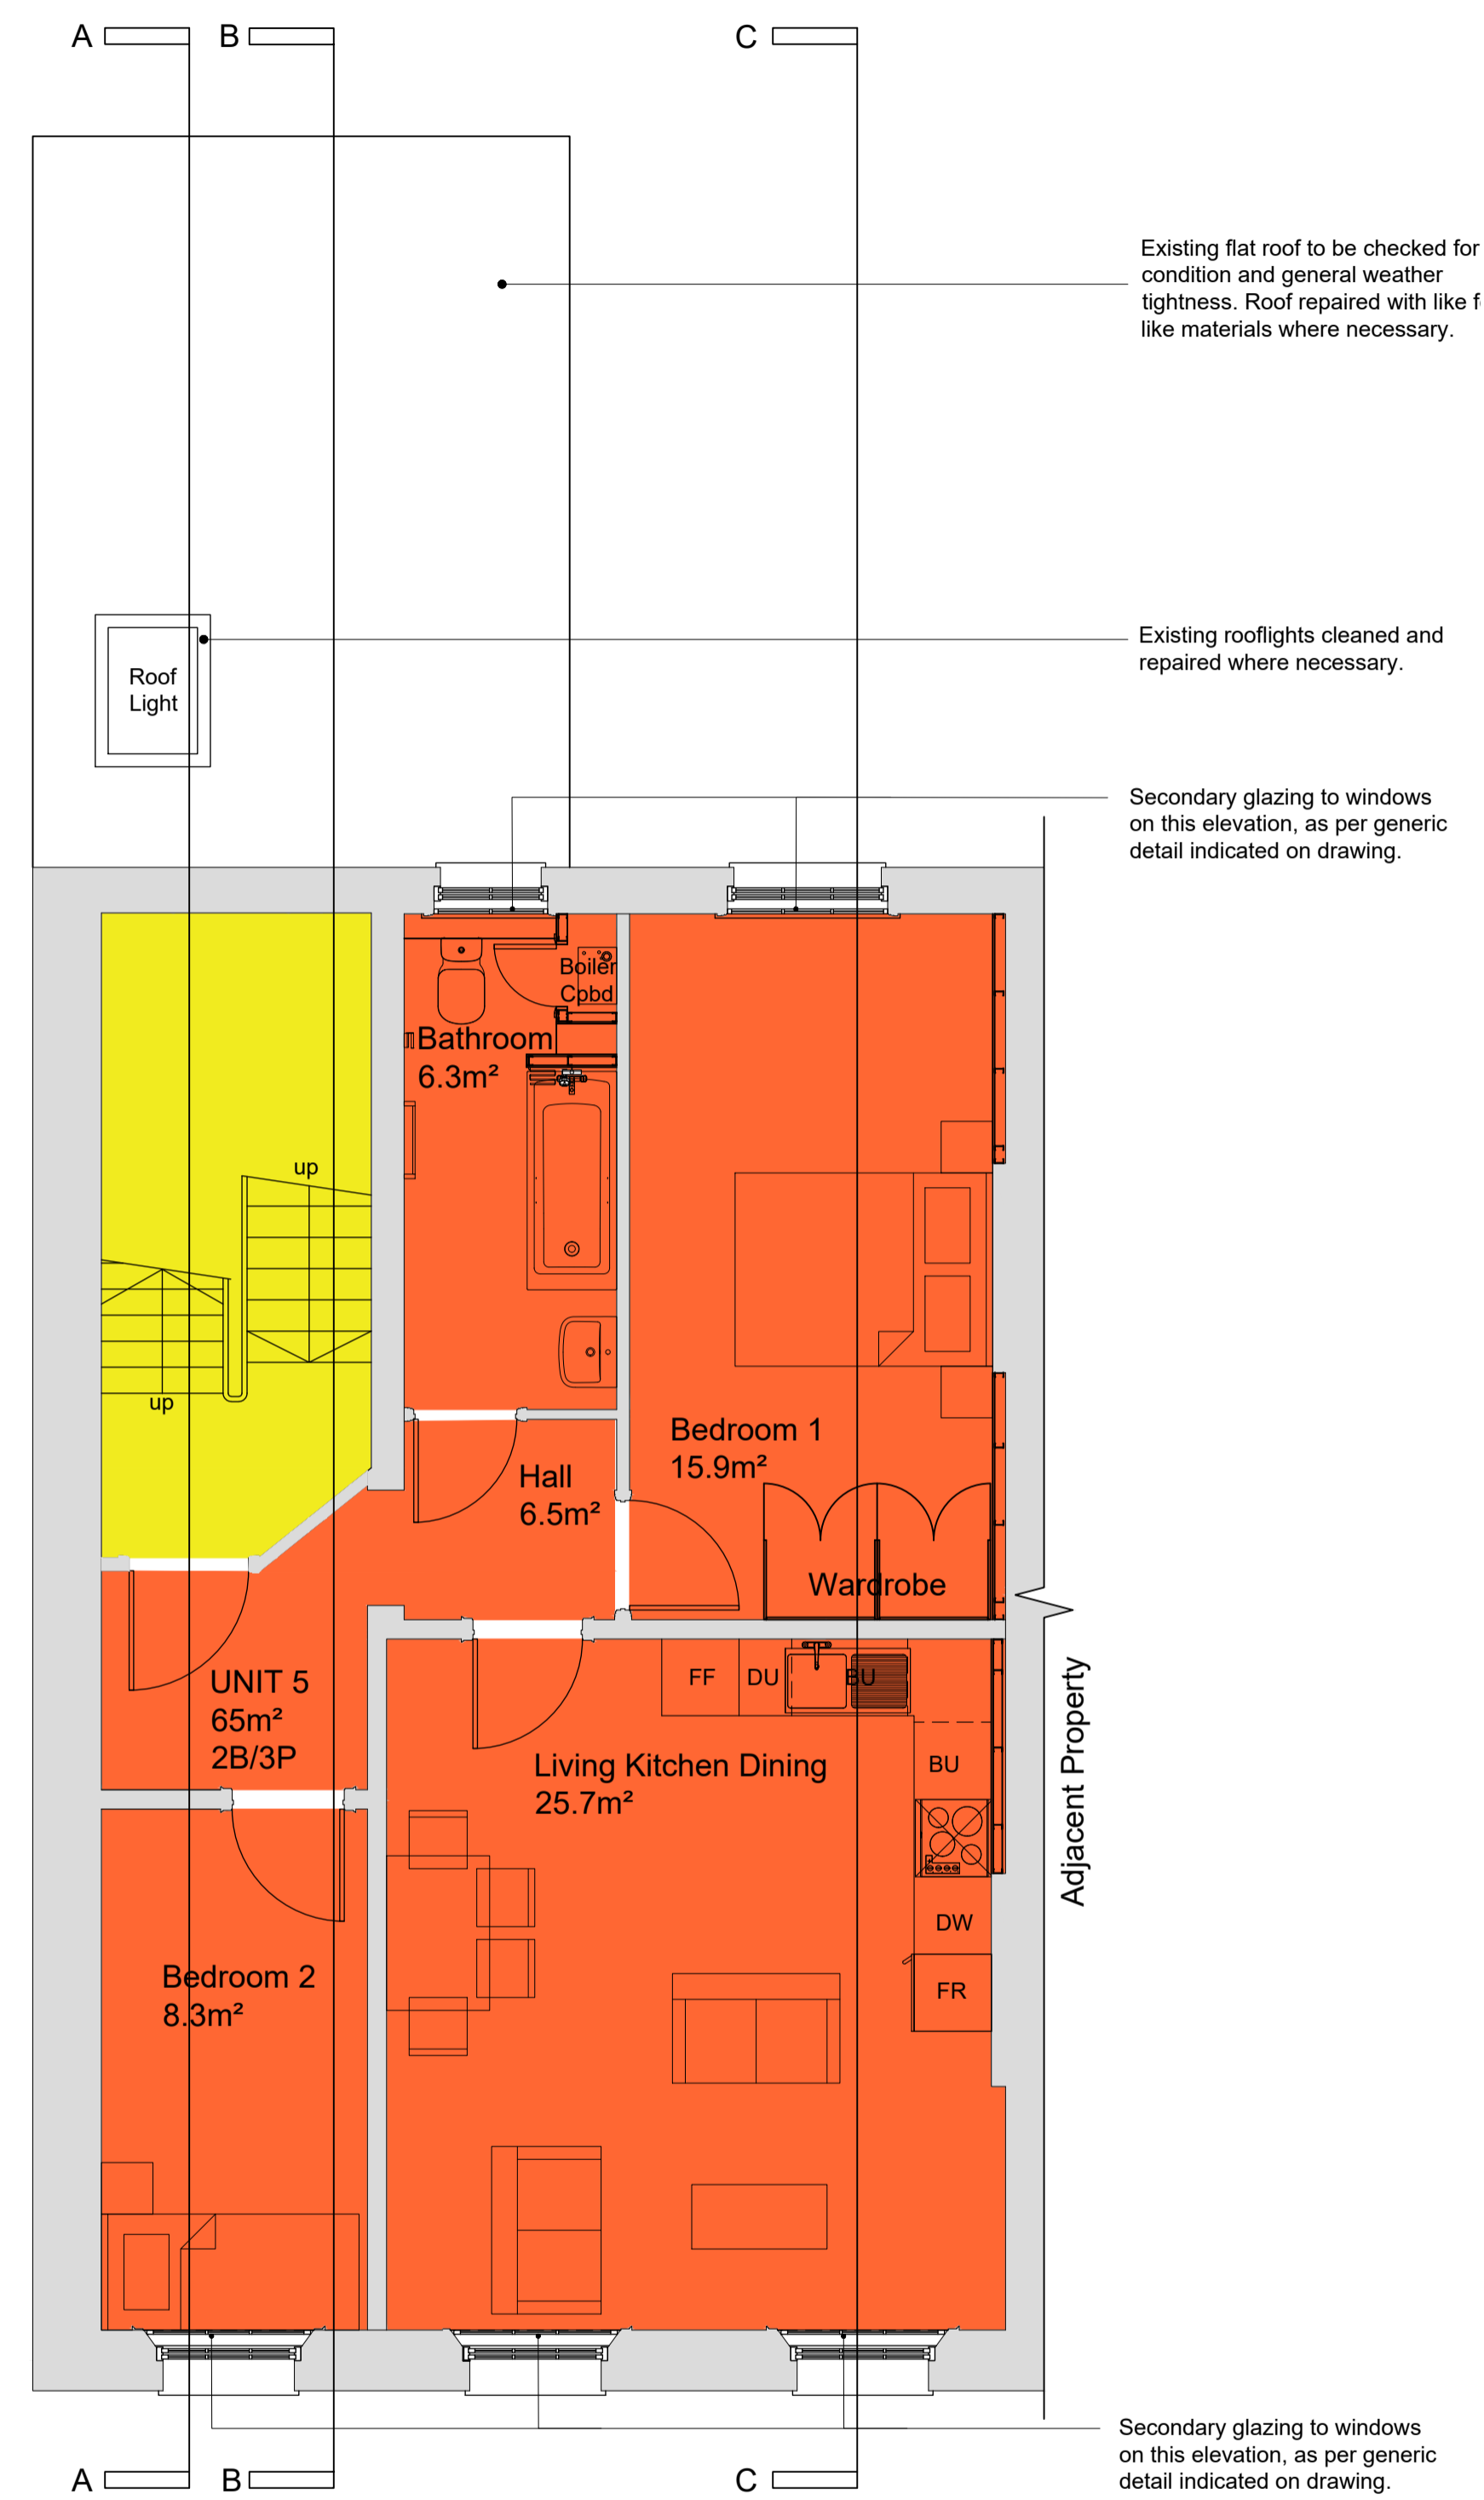 A
B
C
Existing flat roof to be checked for
condition and general weather
tightness. Roof repaired with like
like materials where necessary.
Existing rooflights cleaned and
repaired where necessary.
Roof
Light
Secondary glazing to windows
on this elevation, as per generic
detail indicated on drawing.
Boiler
Cpbd
Bathroom
6.3m²
up
up
Bedroom 1
15.9m²
Hall
6.5m²
Wardrobe
UNIT 5
65m²
2B/3P
FF
DU
BU
Living Kitchen Dining
25.7m²
BU
Adjacent Property
DW
FR
Bedroom 2
8.3m²
Secondary glazing to windows
on this elevation, as per generic
detail indicated on drawing.
A
B
C